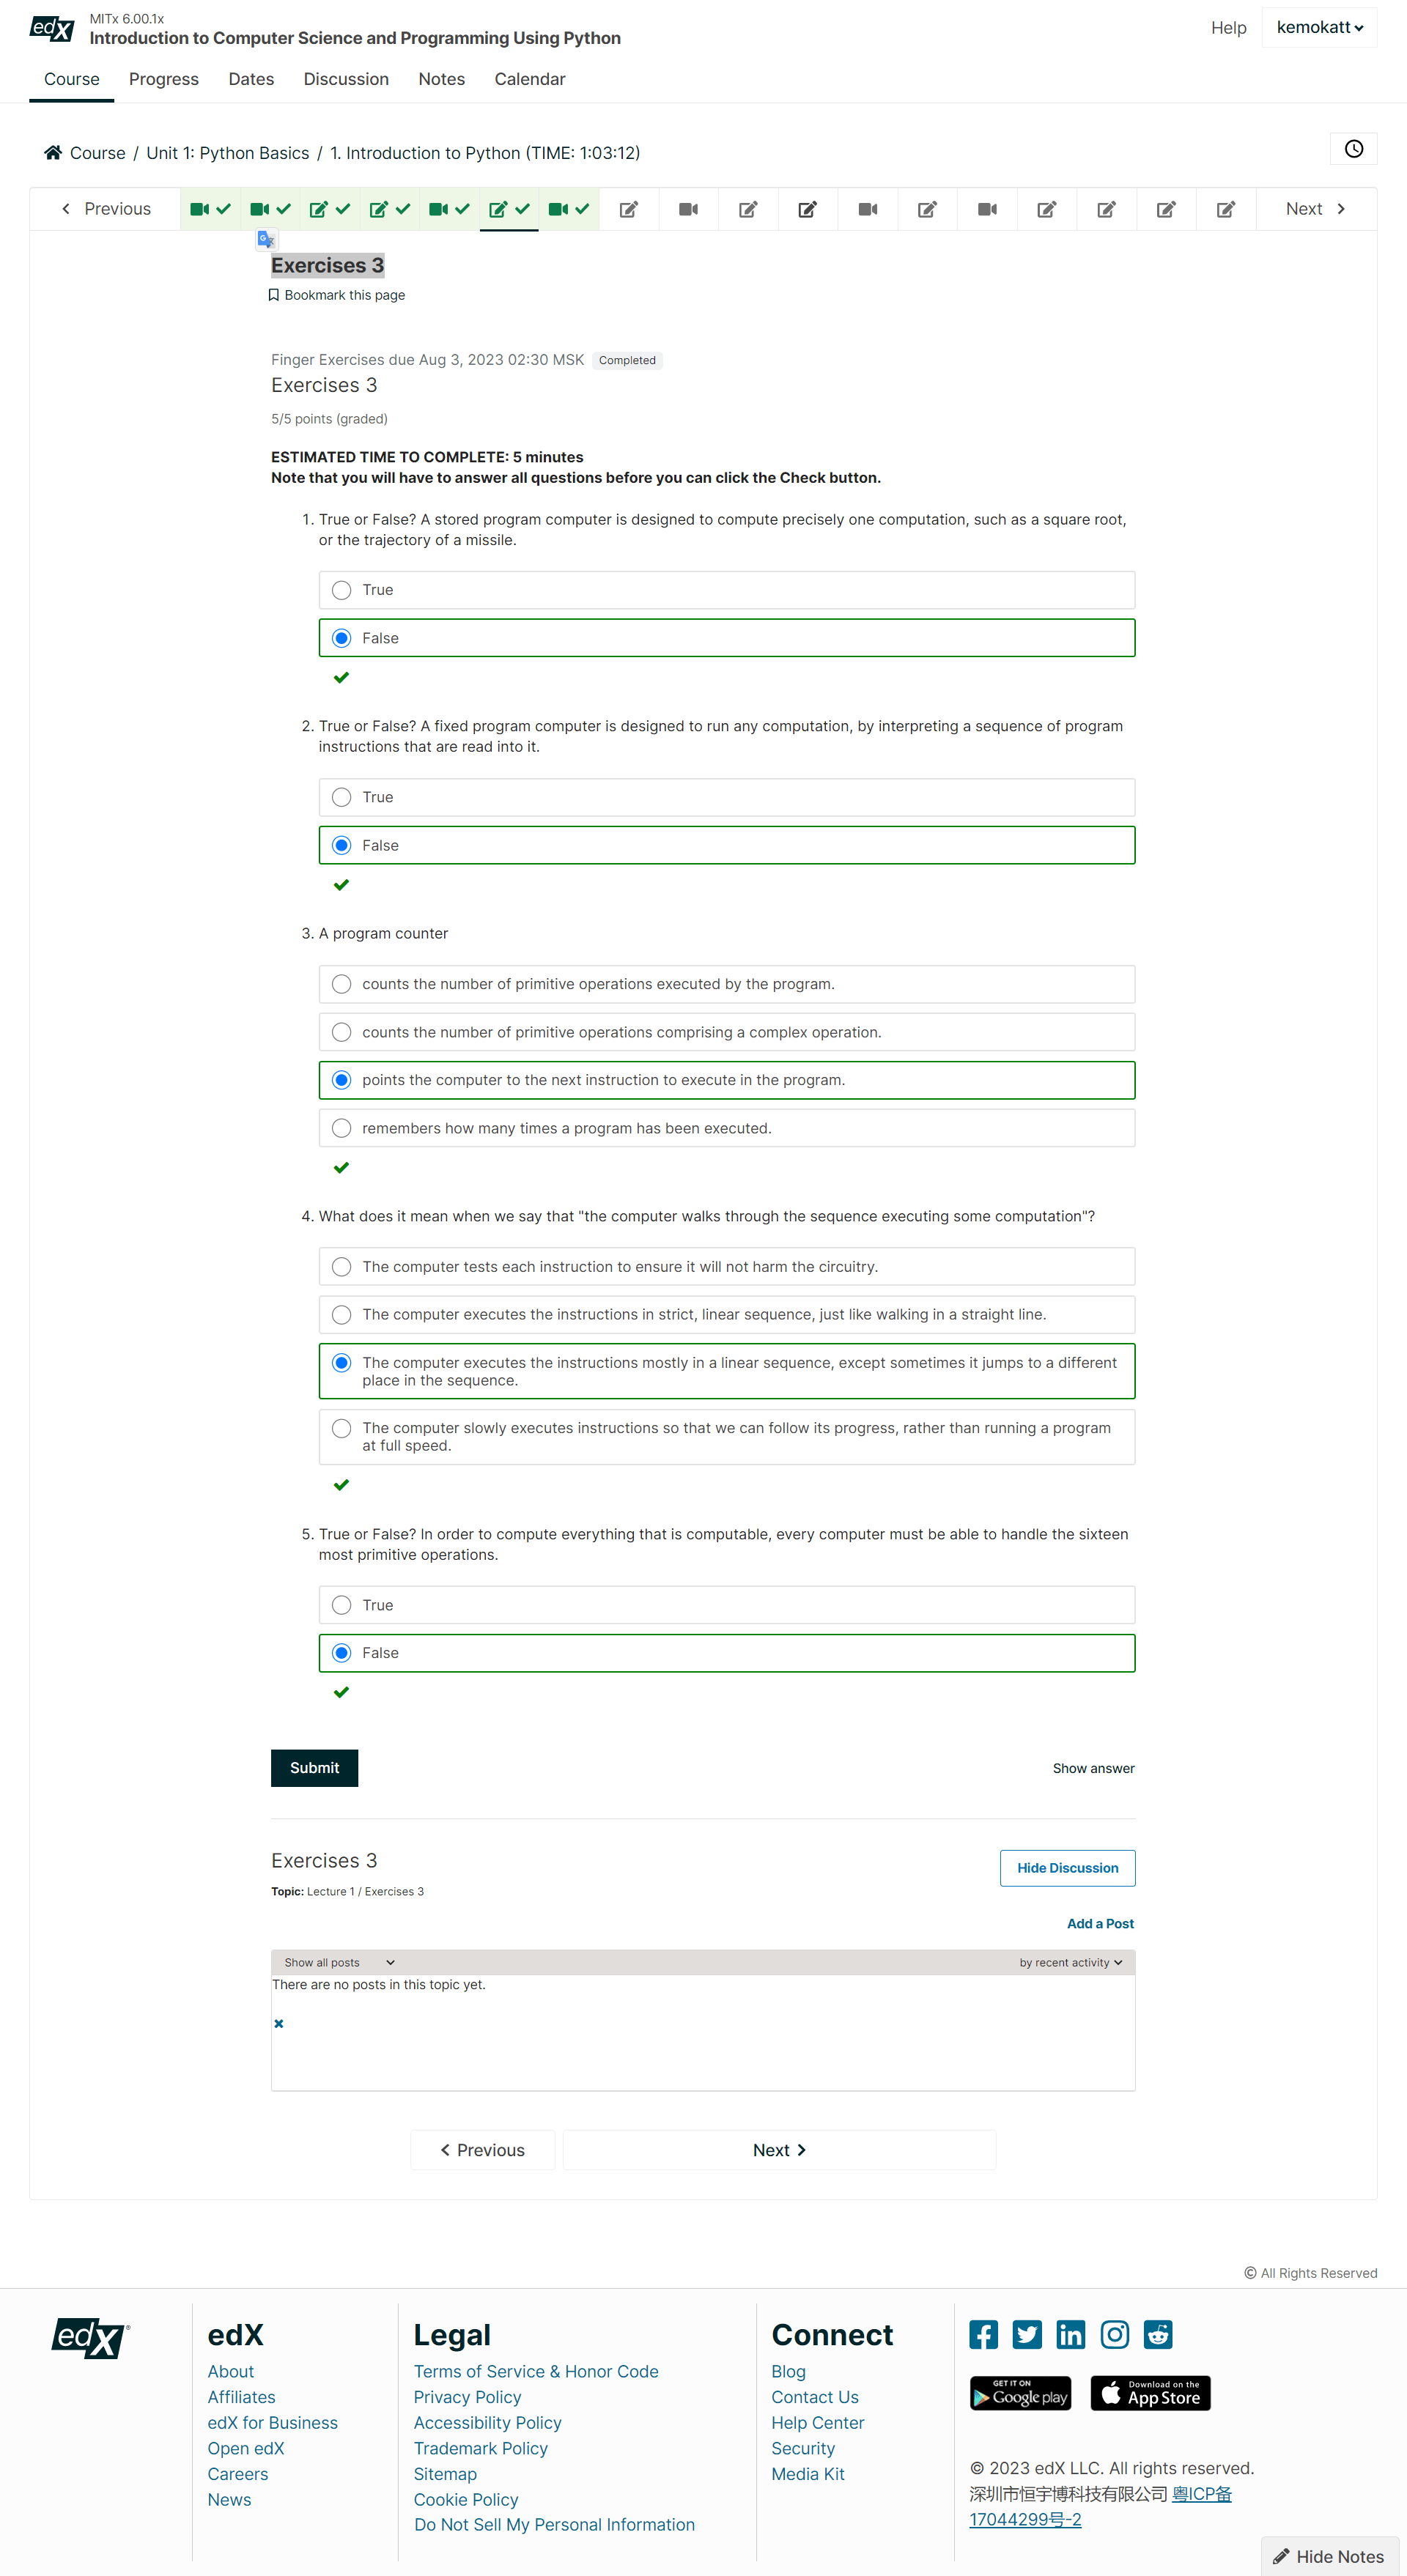 edX
MITx 6.00.1x
Introduction to Computer Science and Programming Using Python
Help
kemokatt
Course
Progress
Dates
Discussion
Notes
Calendar
Course / Unit 1: Python Basics / 1. Introduction to Python (TIME: 1:03:12)
Previous
Next
Exercises 3
Bookmark this page
Finger Exercises due Aug 3, 2023 02:30 MSK Completed
Exercises 3
5/5 points (graded)
ESTIMATED TIME TO COMPLETE: 5 minutes
Note that you will have to answer all questions before you can click the Check button.
1. True or False? A stored program computer is designed to compute precisely one computation, such as a square root,
or the trajectory of a missile.
True
False
2. True or False? A fixed program computer is designed to run any computation, by interpreting a sequence of program
instructions that are read into it.
True
False
3. A program counter
counts the number of primitive operations executed by the program.
counts the number of primitive operations comprising a complex operation.
points the computer to the next instruction to execute in the program.
remembers how many times a program has been executed.
4. What does it mean when we say that "the computer walks through the sequence executing some computation"?
The computer tests each instruction to ensure it will not harm the circuitry.
The computer executes the instructions in strict, linear sequence, just like walking in a straight line.
The computer executes the instructions mostly in a linear sequence, except sometimes it jumps to a different
place in the sequence.
The computer slowly executes instructions so that we can follow its progress, rather than running a program
at full speed.
5. True or False? In order to compute everything that is computable, every computer must be able to handle the sixteen
most primitive operations.
True
False
Submit
Show answer
Exercises 3
Hide Discussion
Topic: Lecture 1 / Exercises 3
Add a Post
Show all posts
by recent activity
There are no posts in this topic yet.
Previous
Next
© All Rights Reserved
edX®
edX
About
Affiliates
edX for Business
Open edX
Careers
News
Legal
Terms of Service & Honor Code
Privacy Policy
Accessibility Policy
Trademark Policy
Sitemap
Cookie Policy
Do Not Sell My Personal Information
Connect
Blog
Contact Us
Help Center
Security
Media Kit
GET IT ON
Google play
Download on the
App Store
© 2023 edX LLC. All rights reserved.
深圳市恒宇博科技有限公司 粤ICP备
17044299号-2
Hide Notes